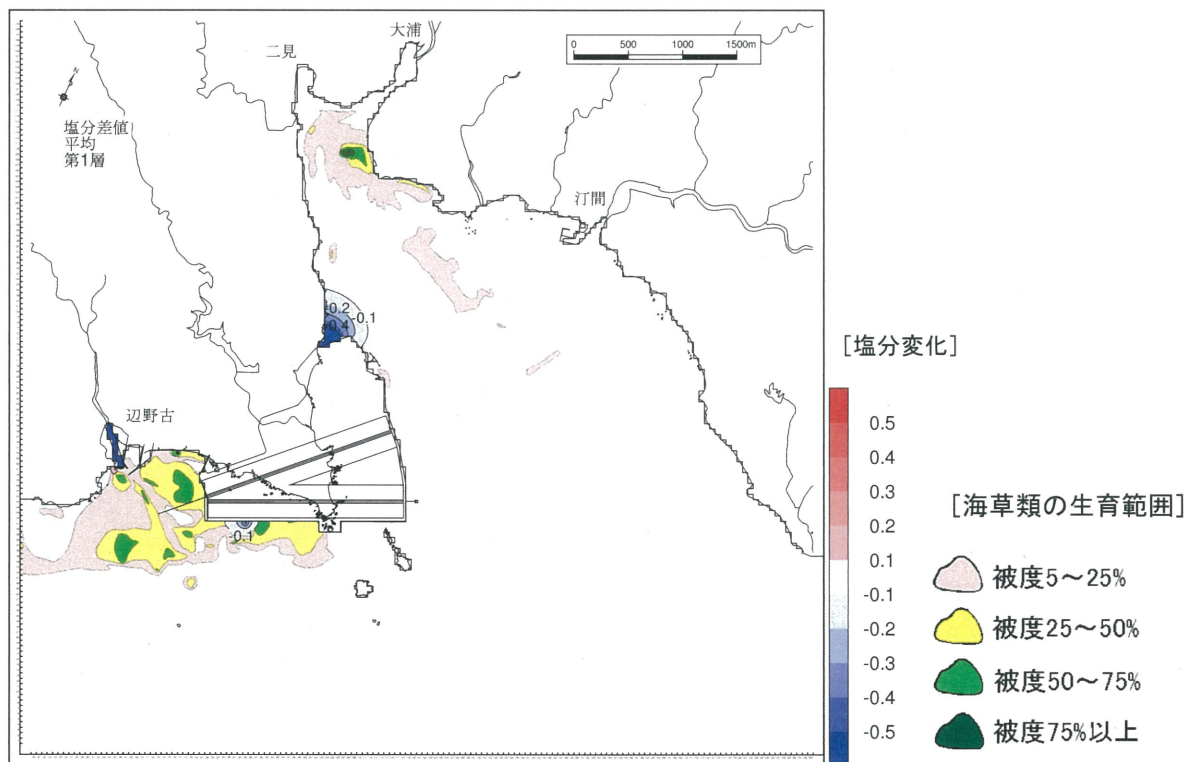 大浦
二見
0 500 1000 1500m
N
塩分差値
平均
第1層
汀間
-0.2
-0.1
-0.4
辺野古
-0.1
[塩分変化]
0.5
0.4
0.3
0.2
0.1
-0.1
-0.2
-0.3
-0.4
-0.5
[海草類の生育範囲]
被度5~25%
被度25~50%
被度50~75%
被度75%以上